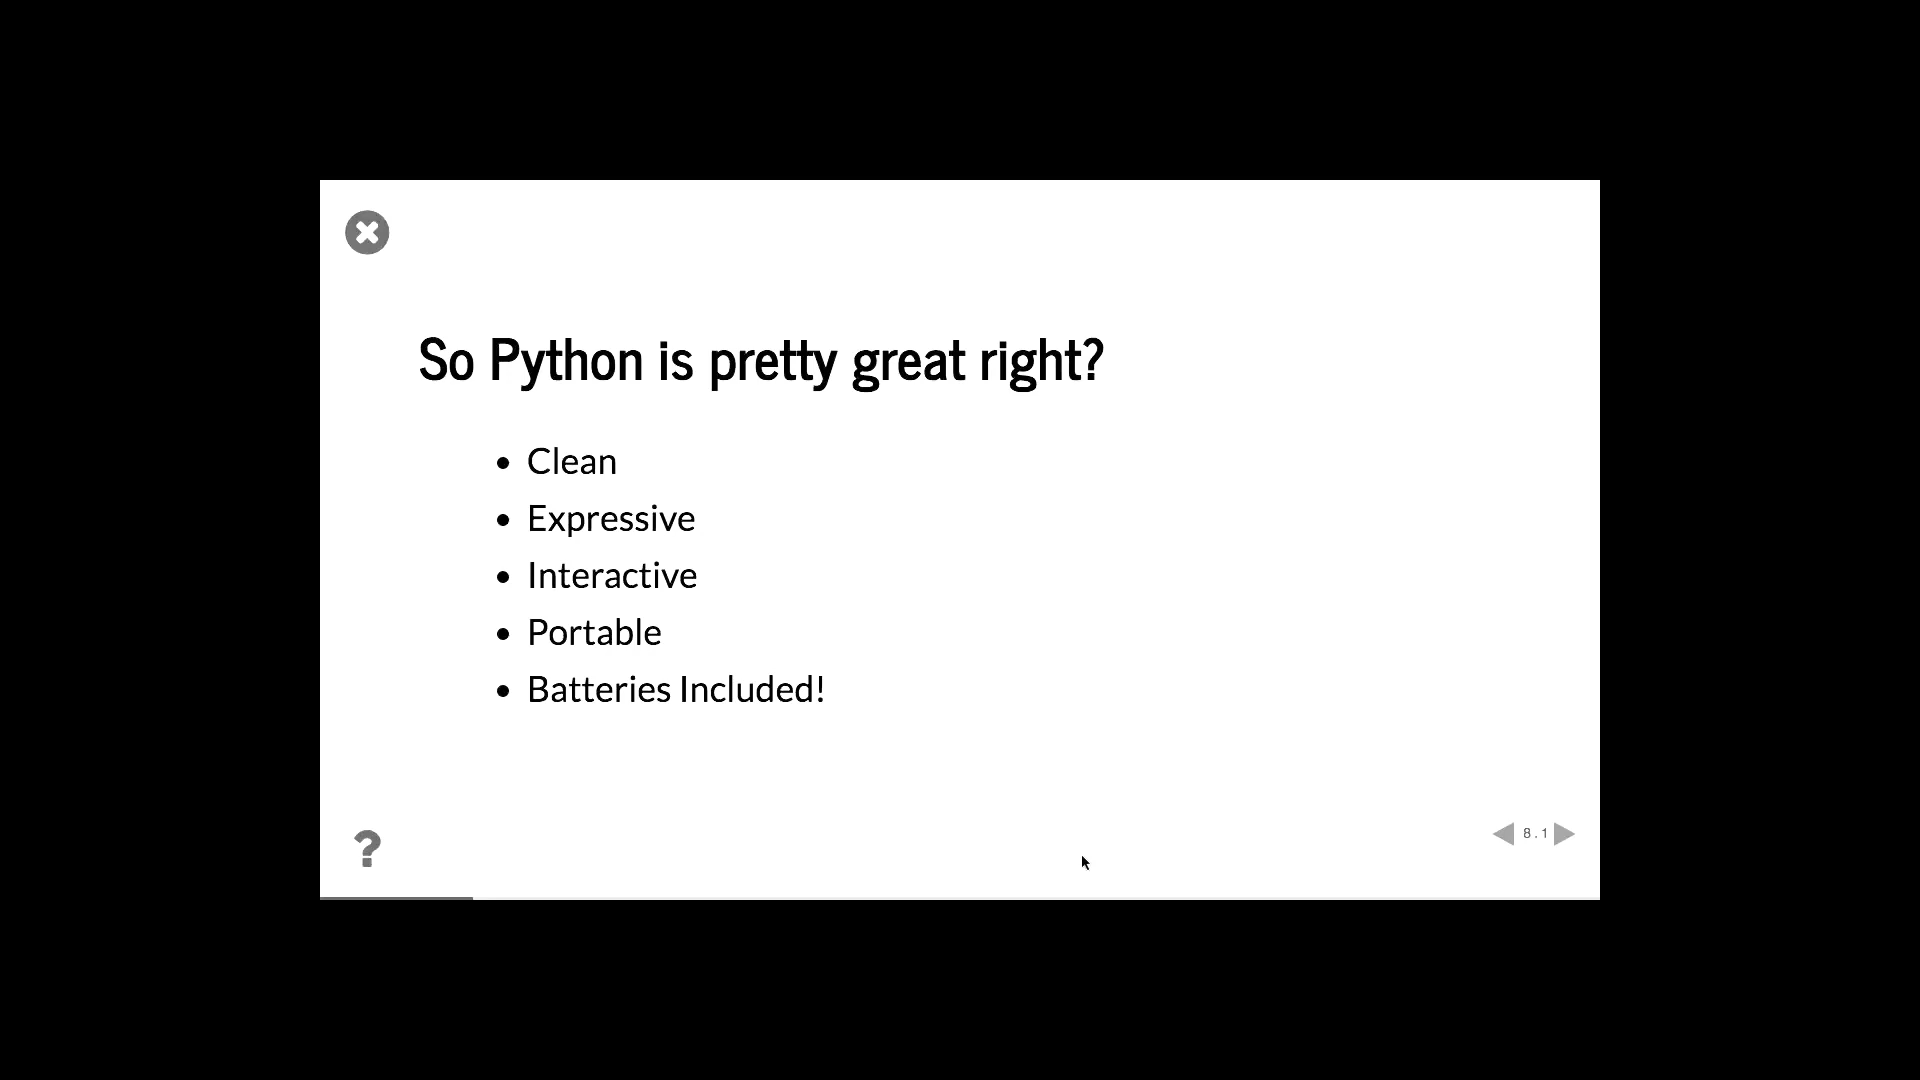 So Python is pretty great right?
Clean
Expressive
Interactive
Portable
Batteries Included!
?
8.1